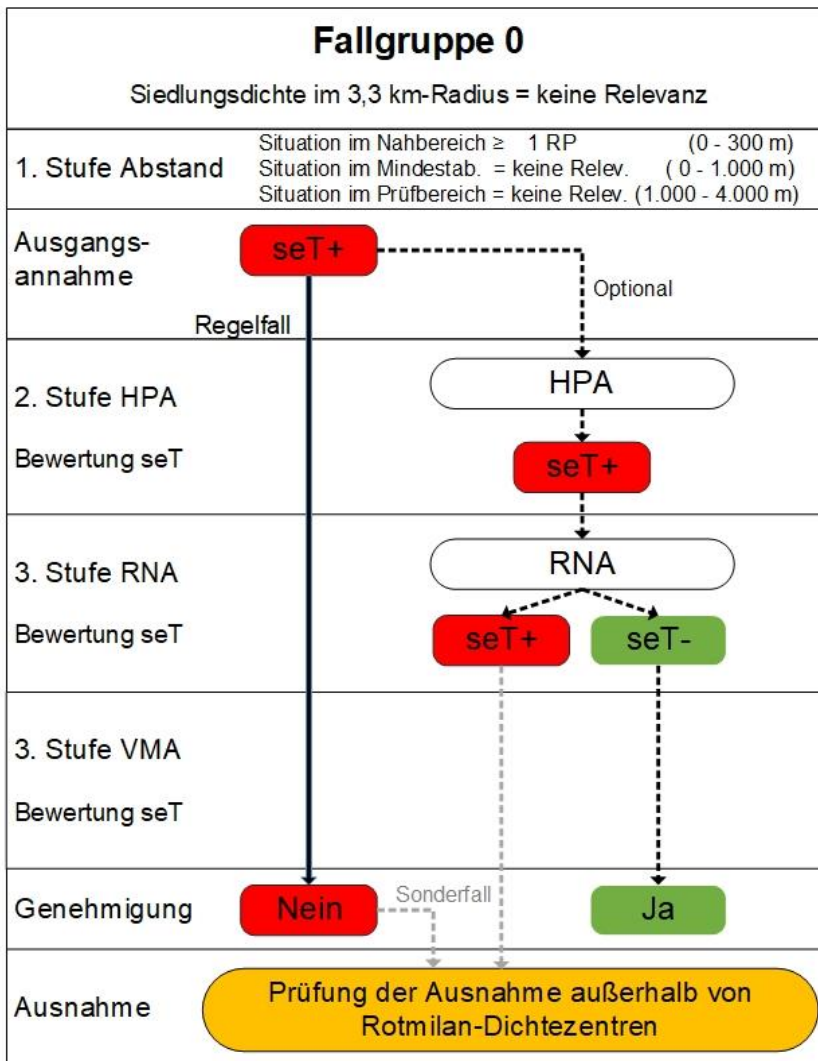 Fallgruppe 0
Siedlungsdichte im 3,3 km-Radius = keine Relevanz
1. Stufe Abstand
Situation im Nahbereich ≥ 1 RP (0 - 300 m)
Situation im Mindestab. = keine Relev. ( 0 - 1.000 m)
Situation im Prüfbereich = keine Relev. (1.000 - 4.000 m)
Ausgangs-
annahme
seT+
Optional
Regelfall
2. Stufe HPA
HPA
Bewertung seT
seT+
3. Stufe RNA
RNA
Bewertung seT
seT+ seT-
3. Stufe VMA
Bewertung seT
Genehmigung
Nein
Sonderfall
Ja
Ausnahme
Prüfung der Ausnahme außerhalb von
Rotmilan-Dichtezentren